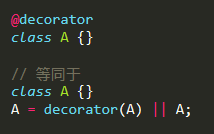 @decorator
class A {}
// 等同于
class A {}
A = decorator(A) || A;